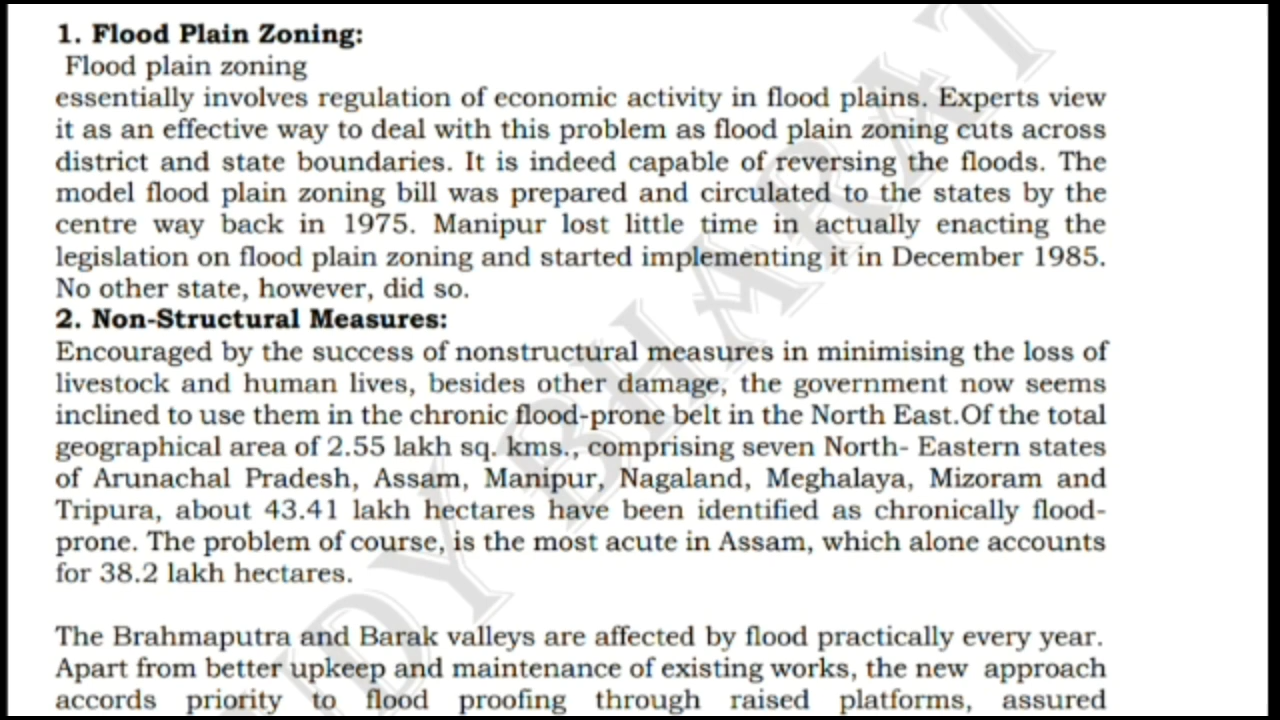 1. Flood Plain Zoning:
Flood plain zoning
essentially involves regulation of economic activity in flood plains. Experts view
it as an effective way to deal with this problem as flood plain zoning cuts across
district and state boundaries. It is indeed capable of reversing the floods. The
model flood plain zoning bill was prepared and circulated to the states by the
centre way back in 1975. Manipur lost little time in actually enacting the
legislation on flood plain zoning and started implementing it in December 1985.
No other state, however, did so.
2. Non-Structural Measures:
Encouraged by the success of nonstructural measures in minimising the loss of
livestock and human lives, besides other damage, the government now seems
inclined to use them in the chronic flood-prone belt in the North East.Of the total
geographical area of 2.55 lakh sq. kms., comprising seven North- Eastern states
of Arunachal Pradesh, Assam, Manipur, Nagaland, Meghalaya, Mizoram and
Tripura, about 43.41 lakh hectares have been identified as chronically flood-
prone. The problem of course, is the most acute in Assam, which alone accounts
for 38.2 lakh hectares.
The Brahmaputra and Barak valleys are affected by flood practically every year.
Apart from better upkeep and maintenance of existing works, the new approach
accords priority to flood proofing through raised platforms, assured